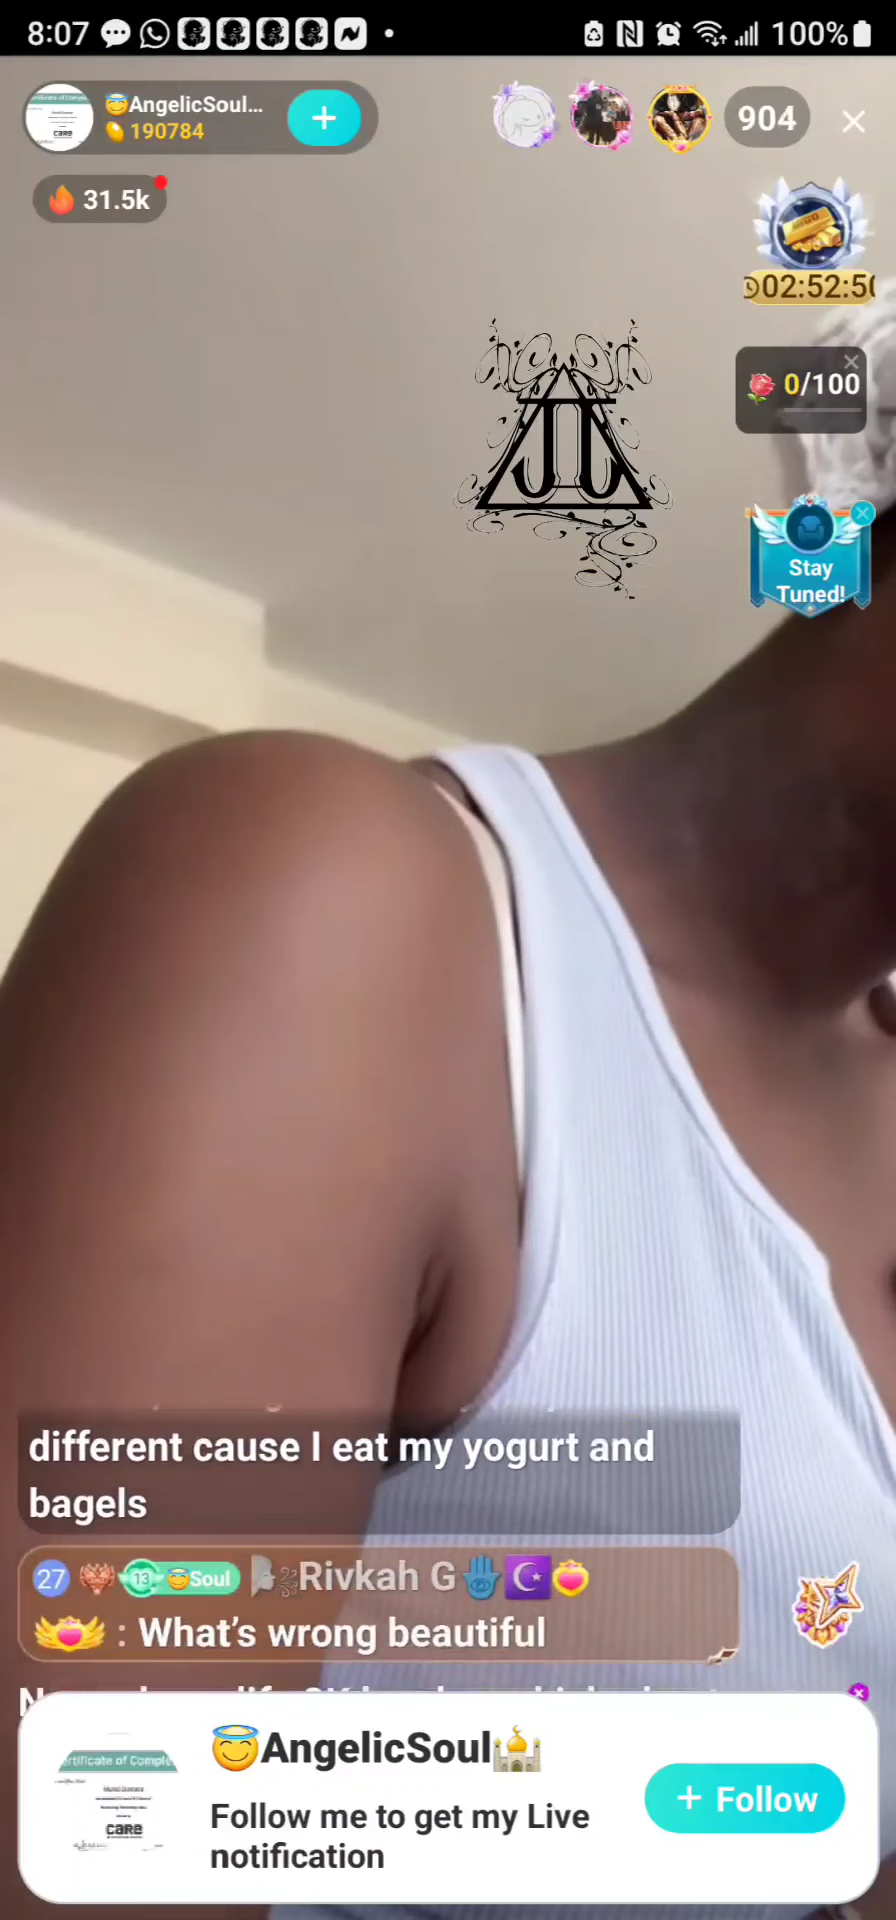 8:07
100%
😇AngelicSoul...
190784
904
31.5k
02:52:5
0/100
Stay
Tuned!
different cause I eat my yogurt and
bagels
27 13 😇Soul Rivkah G
: What's wrong beautiful
😇AngelicSoul🕌
Follow me to get my Live
notification
+ Follow
care